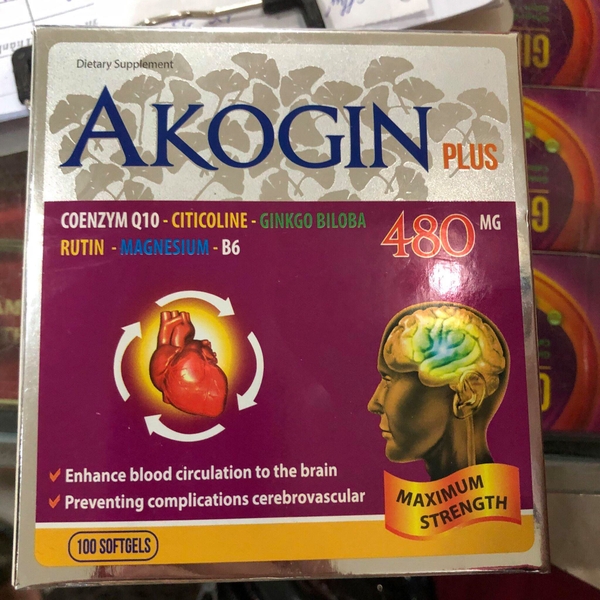 Dietary Supplement
AKOGIN PLUS
COENZYM Q10 - CITICOLINE - GINKGO BILOBA
RUTIN - MAGNESIUM - B6
480 MG
Enhance blood circulation to the brain
Preventing complications cerebrovascular
MAXIMUM
STRENGTH
100 SOFTGELS